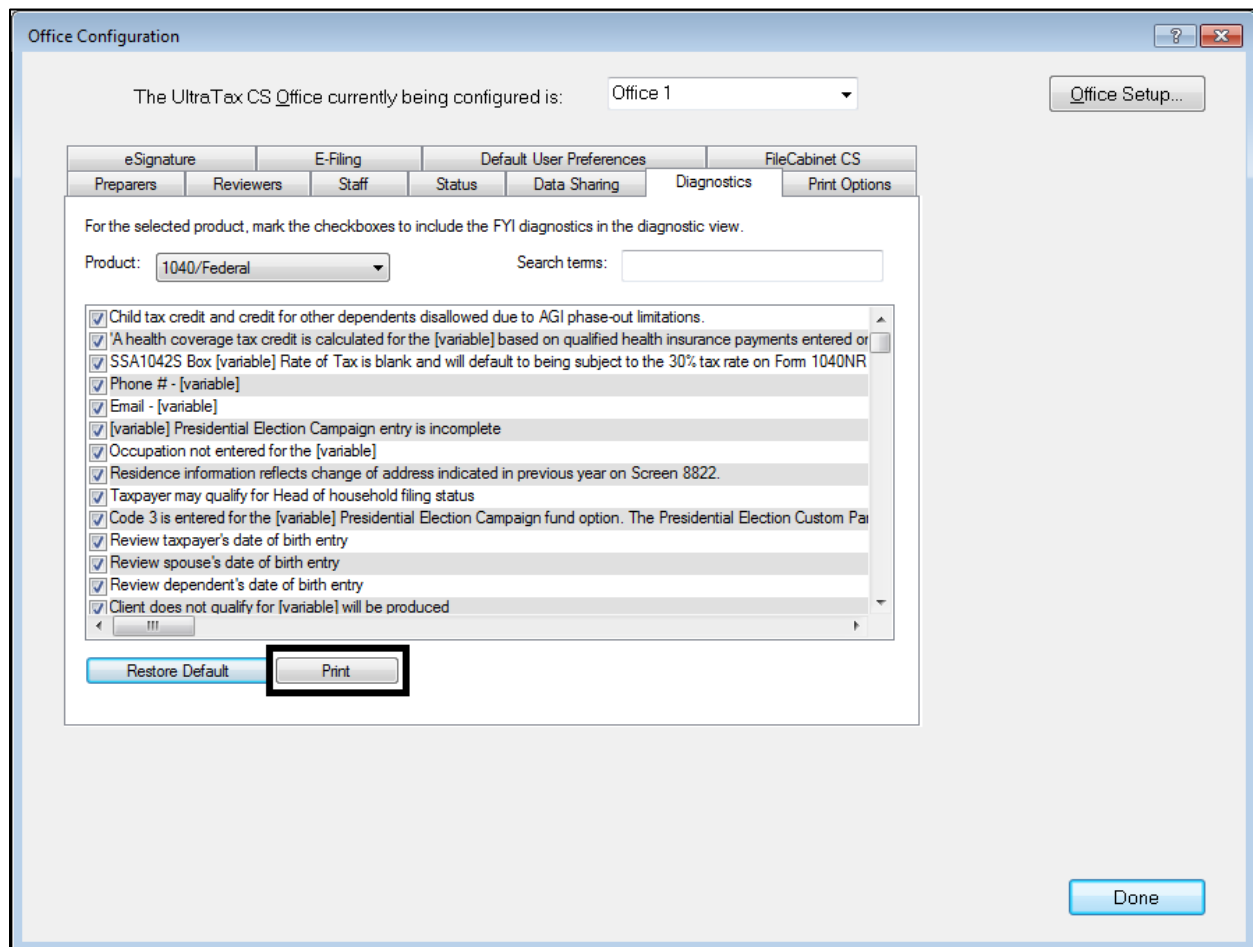 Office Configuration
The UltraTax CS Office currently being configured is: Office 1 Office Setup...
eSignature E-Filing Default User Preferences FileCabinet CS
Preparers Reviewers Staff Status Data Sharing Diagnostics Print Options
For the selected product, mark the checkboxes to include the FYI diagnostics in the diagnostic view.
Product: 1040/Federal Search terms:
Child tax credit and credit for other dependents disallowed due to AGI phase-out limitations.
'A health coverage tax credit is calculated for the [variable] based on qualified health insurance payments entered or
SSA1042S Box [variable] Rate of Tax is blank and will default to being subject to the 30% tax rate on Form 1040NR
Phone # - [variable]
Email - [variable]
[variable] Presidential Election Campaign entry is incomplete
Occupation not entered for the [variable]
Residence information reflects change of address indicated in previous year on Screen 8822.
Taxpayer may qualify for Head of household filing status
Code 3 is entered for the [variable] Presidential Election Campaign fund option. The Presidential Election Custom Par
Review taxpayer's date of birth entry
Review spouse's date of birth entry
Review dependent's date of birth entry
Client does not qualify for [variable] will be produced
Restore Default Print
Done